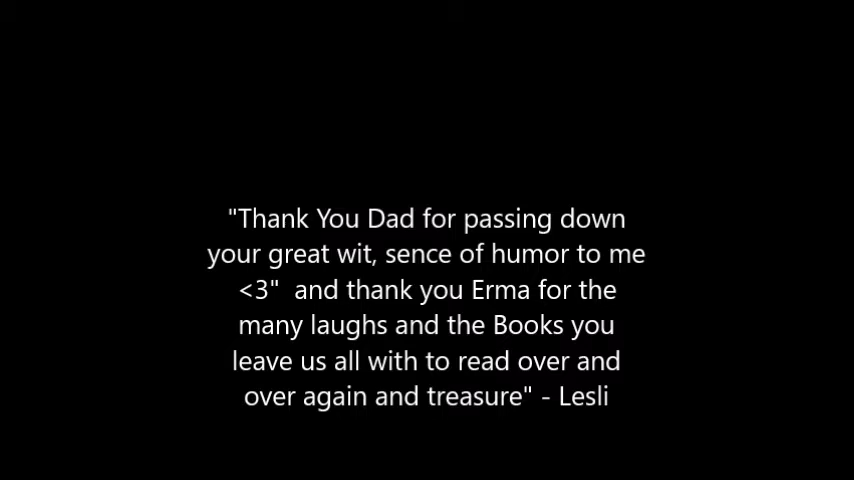 "Thank You Dad for passing down
your great wit, sence of humor to me
<3"  and thank you Erma for the
many laughs and the Books you
leave us all with to read over and
over again and treasure" - Lesli